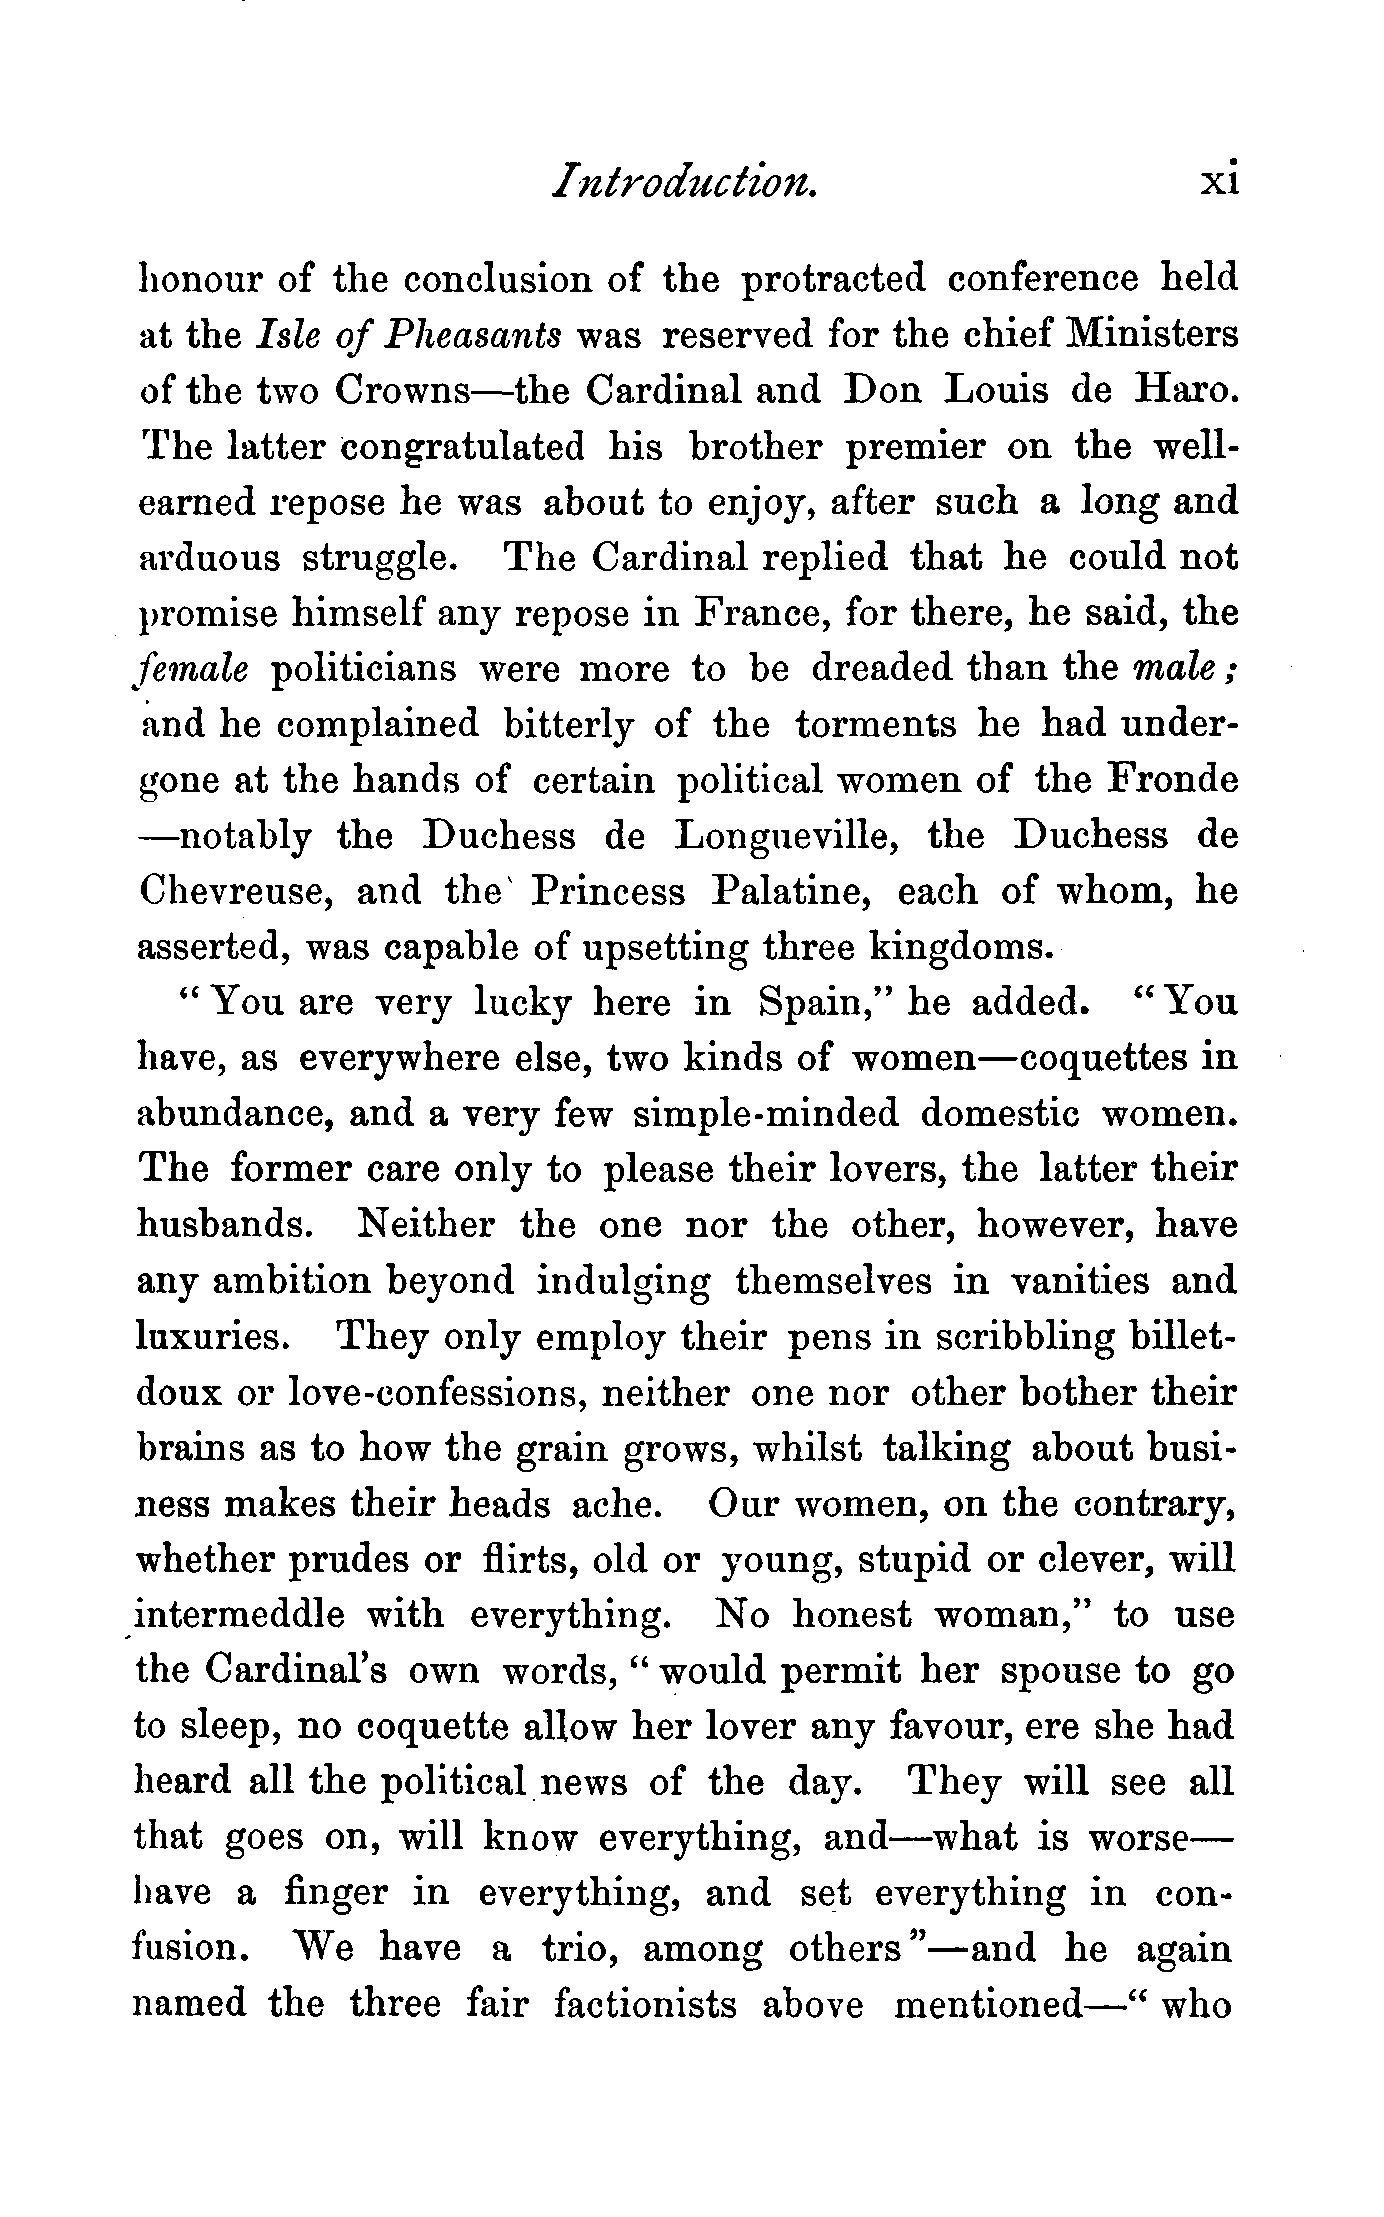 Introduction. xi
honour of the conclusion of the protracted conference held
at the Isle of Pheasants was reserved for the chief Ministers
of the two Crowns—the Cardinal and Don Louis de Haro.
The latter congratulated his brother premier on the well-
earned repose he was about to enjoy, after such a long and
arduous struggle. The Cardinal replied that he could not
promise himself any repose in France, for there, he said, the
female politicians were more to be dreaded than the male;
and he complained bitterly of the torments he had under-
gone at the hands of certain political women of the Fronde
—notably the Duchess de Longueville, the Duchess de
Chevreuse, and the Princess Palatine, each of whom, he
asserted, was capable of upsetting three kingdoms.
"You are very lucky here in Spain," he added. "You
have, as everywhere else, two kinds of women—coquettes in
abundance, and a very few simple-minded domestic women.
The former care only to please their lovers, the latter their
husbands. Neither the one nor the other, however, have
any ambition beyond indulging themselves in vanities and
luxuries. They only employ their pens in scribbling billet-
doux or love-confessions, neither one nor other bother their
brains as to how the grain grows, whilst talking about busi-
ness makes their heads ache. Our women, on the contrary,
whether prudes or flirts, old or young, stupid or clever, will
intermeddle with everything. No honest woman," to use
the Cardinal's own words, "would permit her spouse to go
to sleep, no coquette allow her lover any favour, ere she had
heard all the political news of the day. They will see all
that goes on, will know everything, and—what is worse—
have a finger in everything, and set everything in con-
fusion. We have a trio, among others"—and he again
named the three fair factionists above mentioned—"who